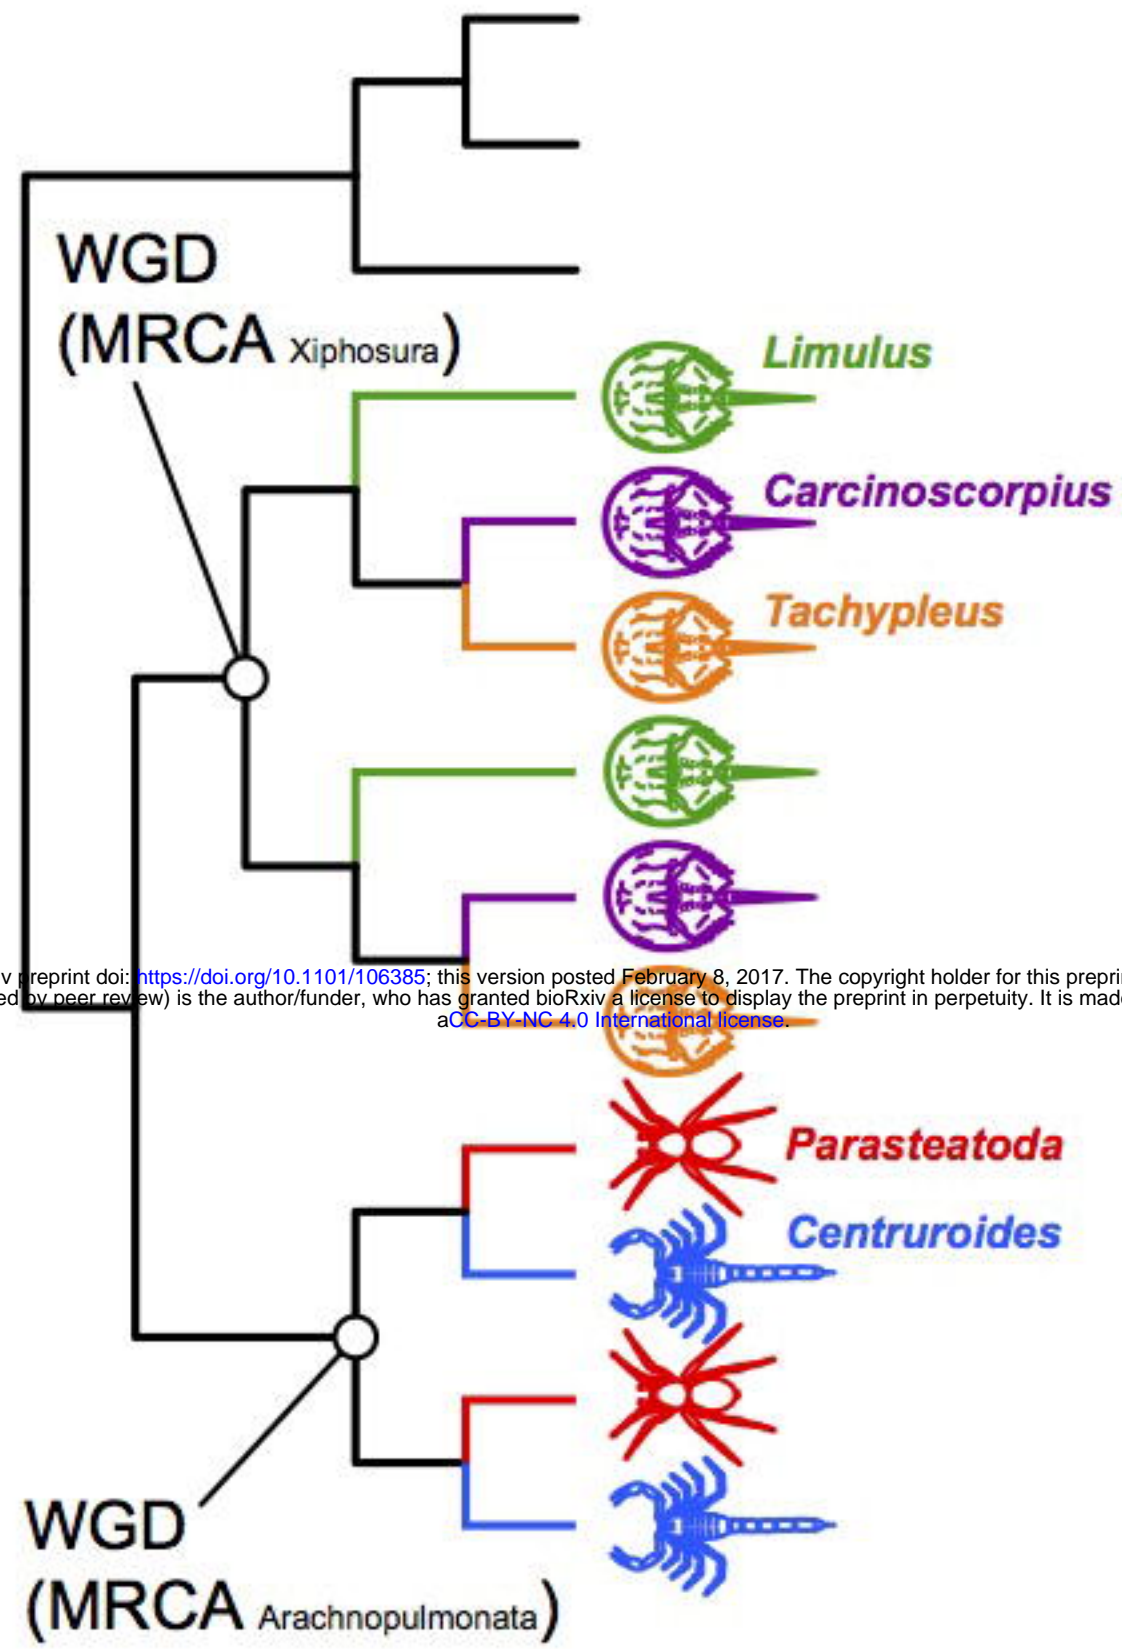 WGD
(MRCA Xiphosura)
Limulus
Carcinoscorpius
Tachypleus
v preprint doi: https://doi.org/10.1101/106385; this version posted February 8, 2017. The copyright holder for this preprin
ed by peer review) is the author/funder, who has granted bioRxiv a license to display the preprint in perpetuity. It is made
aCC-BY-NC 4.0 International license.
Parasteatoda
Centruroides
WGD
(MRCA Arachnopulmonata)